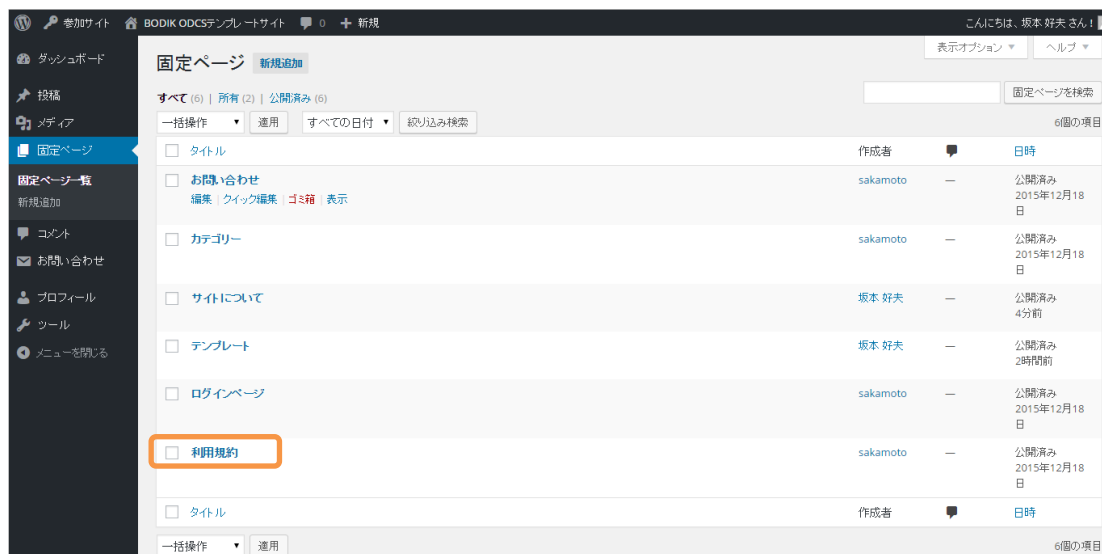 参加サイト BODIK ODCSテンプレートサイト 0 新規 こんにちは、坂本 好夫 さん！
表示オプション ▼ ヘルプ ▼
ダッシュボード
投稿
メディア
固定ページ
固定ページ一覧
新規追加
コメント
お問い合わせ
プロフィール
ツール
メニューを閉じる
固定ページ 新規追加
すべて (6) | 所有 (2) | 公開済み (6)
固定ページを検索
一括操作 ▼ 適用 すべての日付 ▼ 絞り込み検索 6個の項目
タイトル 作成者 日時
お問い合わせ sakamoto — 公開済み
編集 | クイック編集 | ゴミ箱 | 表示 2015年12月18
日
カテゴリー sakamoto — 公開済み
2015年12月18
日
サイトについて 坂本 好夫 — 公開済み
4分前
テンプレート 坂本 好夫 — 公開済み
2時間前
ログインページ sakamoto — 公開済み
2015年12月18
日
利用規約 sakamoto — 公開済み
2015年12月18
日
タイトル 作成者 日時
一括操作 ▼ 適用 6個の項目